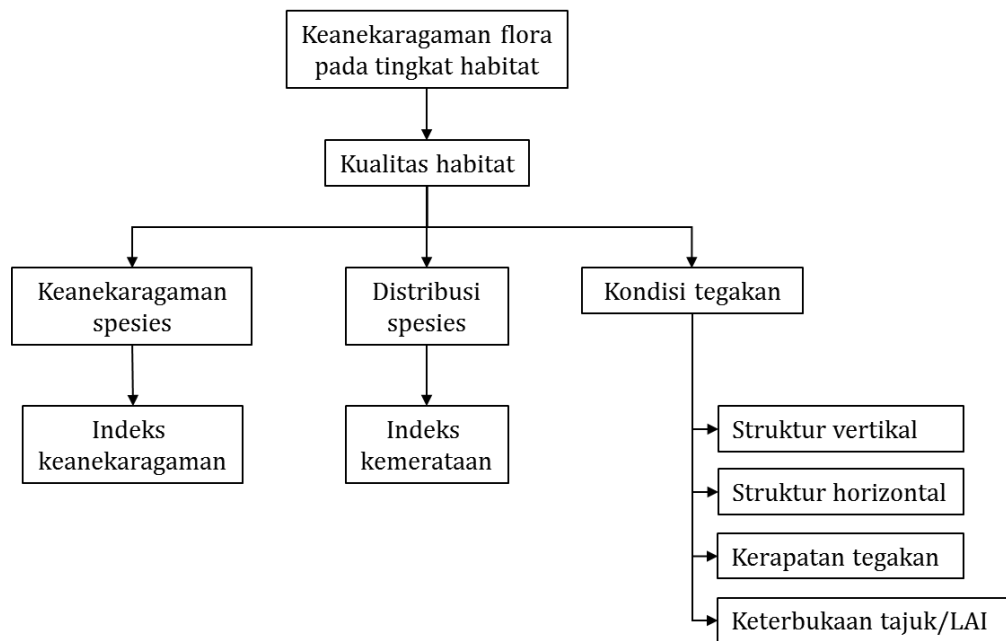 Keanekaragaman flora
pada tingkat habitat
Kualitas habitat
Keanekaragaman
spesies
Distribusi
spesies
Kondisi tegakan
Indeks
keanekaragaman
Indeks
kemerataan
Struktur vertikal
Struktur horizontal
Kerapatan tegakan
Keterbukaan tajuk/LAI